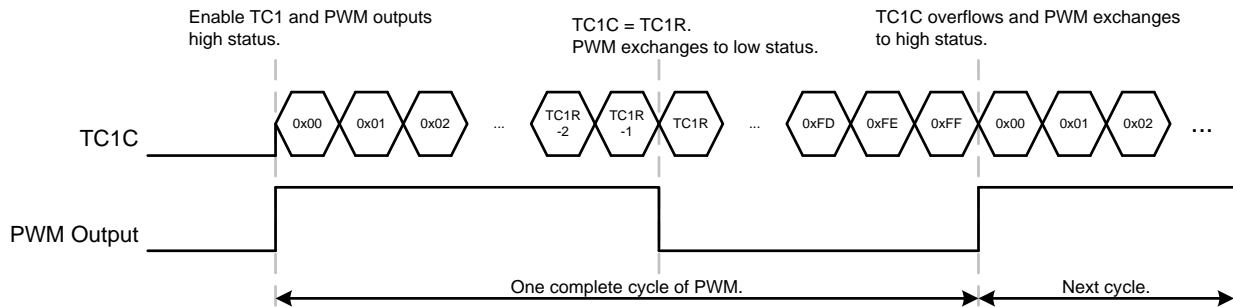 Enable TC1 and PWM outputs
high status.
TC1C = TC1R.
PWM exchanges to low status.
TC1C overflows and PWM exchanges
to high status.
TC1C
0x00
0x01
0x02
...
TC1R
-2
TC1R
-1
TC1R
...
0xFD
0xFE
0xFF
0x00
0x01
0x02
...
PWM Output
One complete cycle of PWM.
Next cycle.